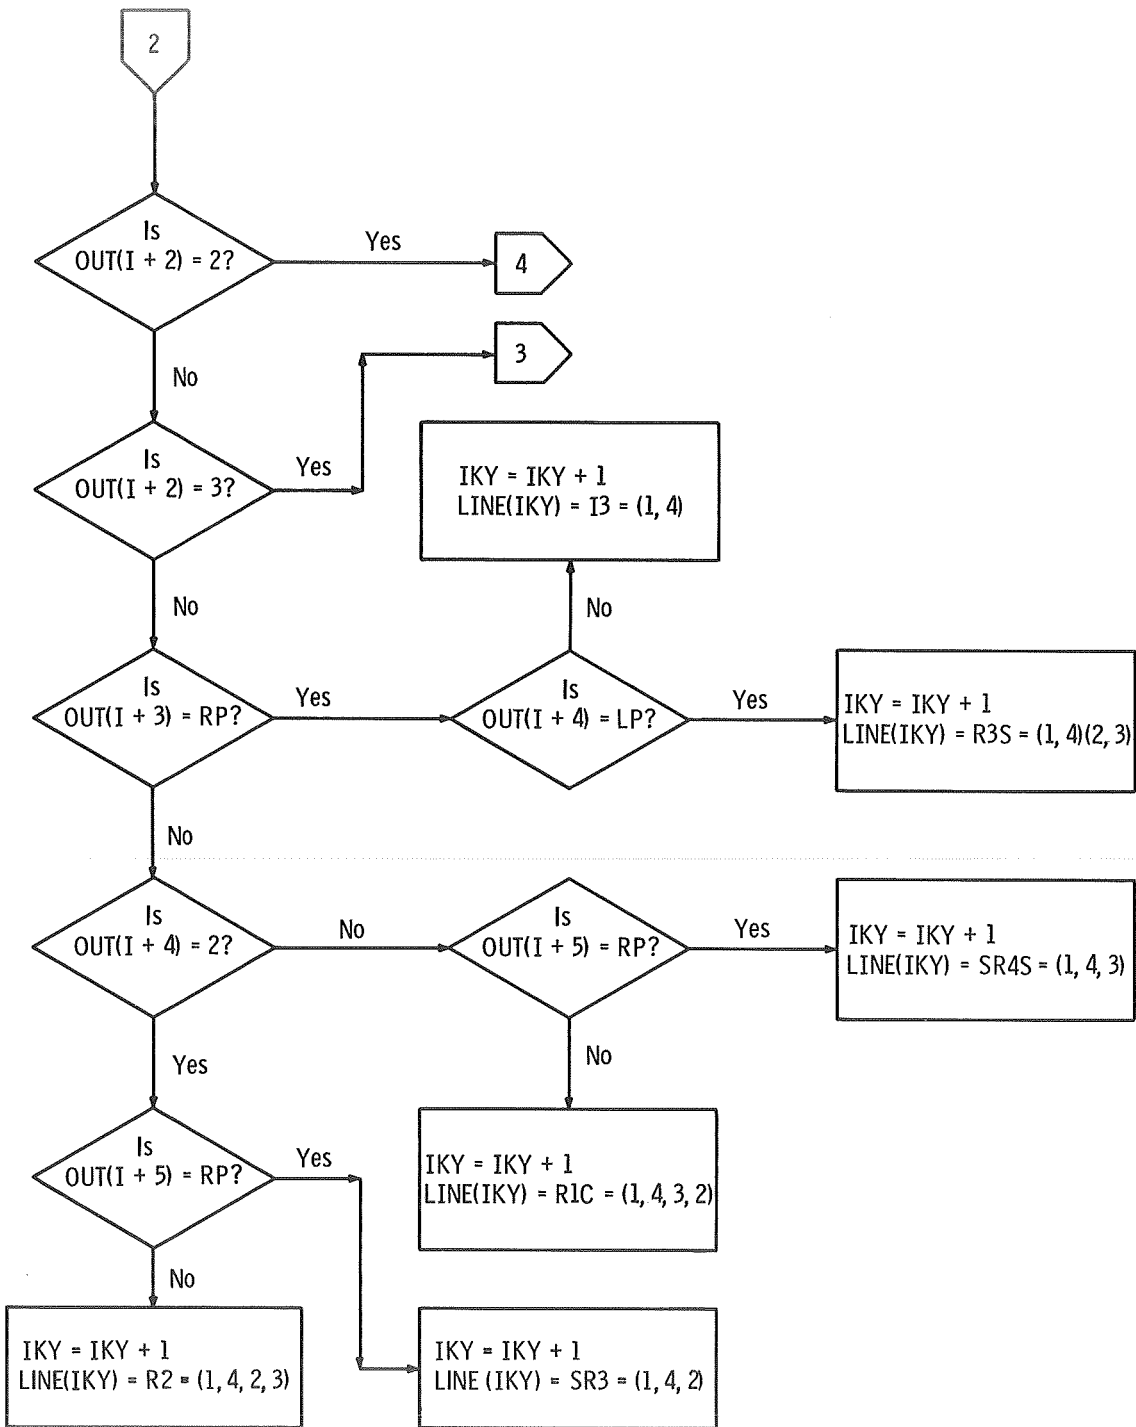 2
Is
OUT(I + 2) = 2?
Yes
4
No
3
Is
OUT(I + 2) = 3?
Yes
IKY = IKY + 1
LINE(IKY) = I3 = (1, 4)
No
No
Is
OUT(I + 3) = RP?
Yes
Is
OUT(I + 4) = LP?
Yes
IKY = IKY + 1
LINE(IKY) = R3S = (1, 4)(2, 3)
No
Is
OUT(I + 4) = 2?
No
Is
OUT(I + 5) = RP?
Yes
IKY = IKY + 1
LINE(IKY) = SR4S = (1, 4, 3)
Yes
No
Is
OUT(I + 5) = RP?
Yes
IKY = IKY + 1
LINE(IKY) = R1C = (1, 4, 3, 2)
No
IKY = IKY + 1
LINE(IKY) = R2 = (1, 4, 2, 3)
IKY = IKY + 1
LINE (IKY) = SR3 = (1, 4, 2)